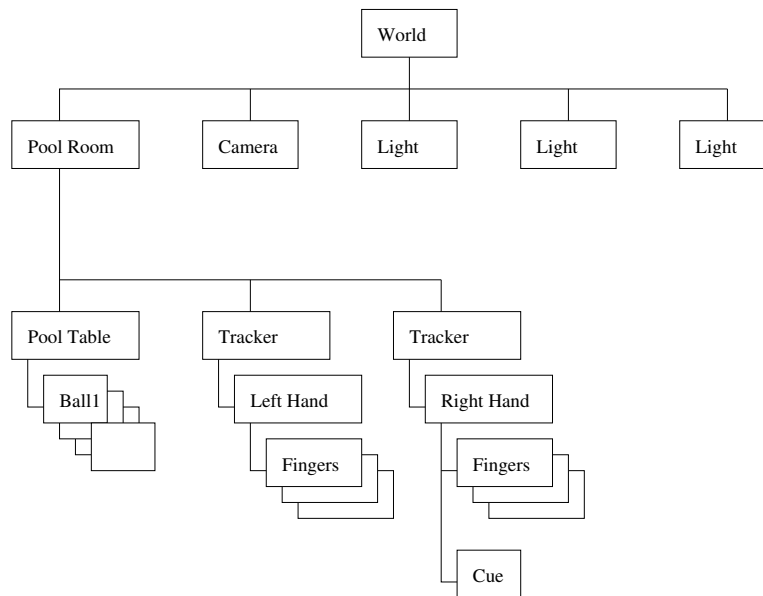 World
Pool Room
Camera
Light
Light
Light
Pool Table
Tracker
Tracker
Ball1
Left Hand
Right Hand
Fingers
Fingers
Cue